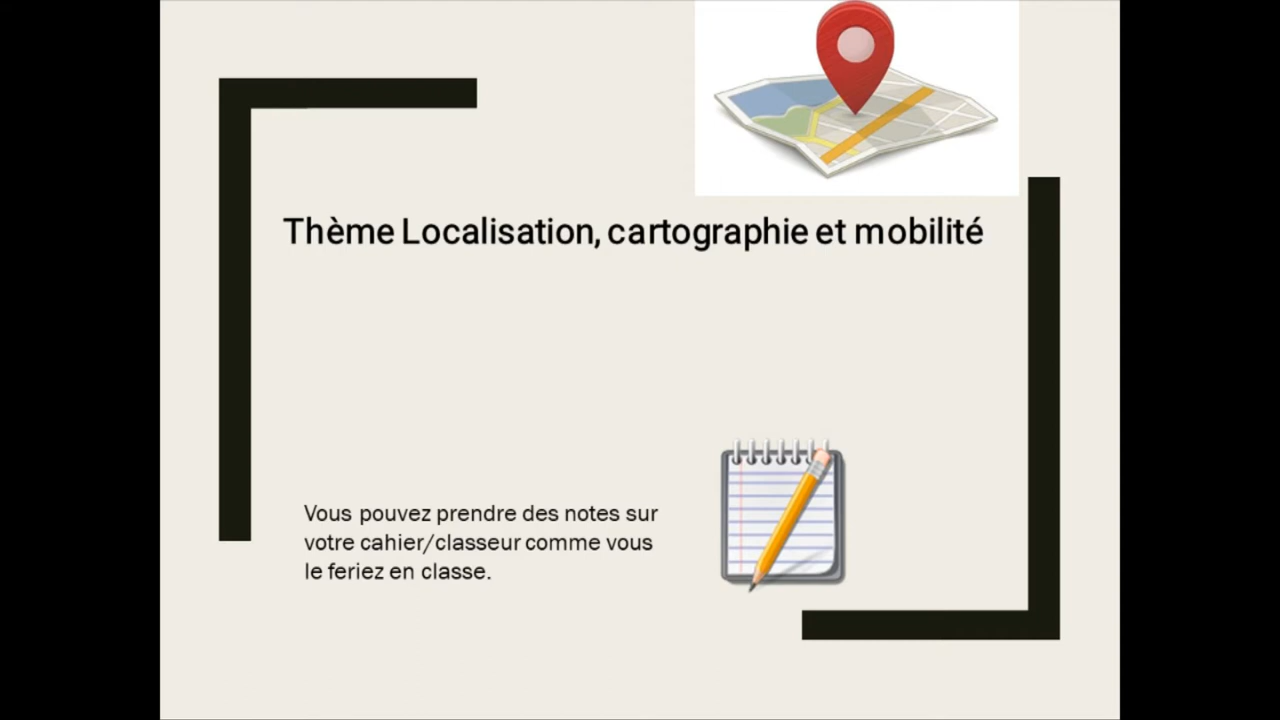 Thème Localisation, cartographie et mobilité
Vous pouvez prendre des notes sur
votre cahier/classeur comme vous
le feriez en classe.